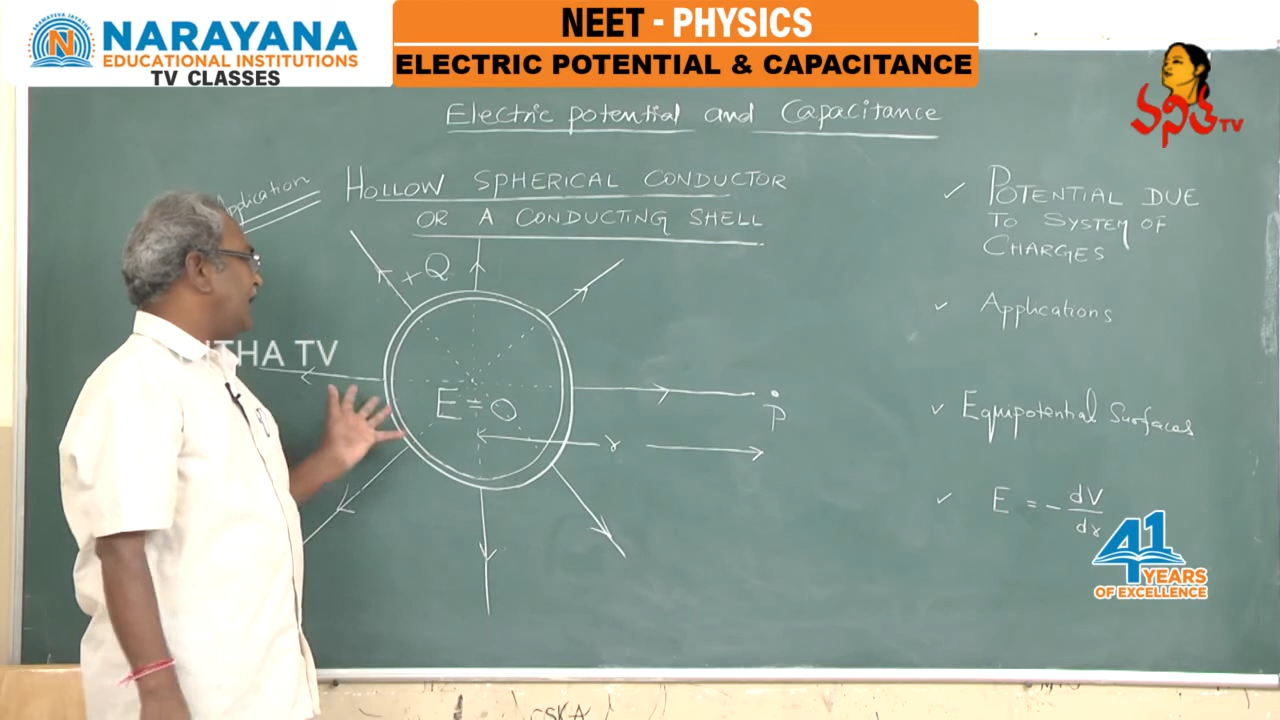 NARAYANA
EDUCATIONAL INSTITUTIONS
TV CLASSES
NEET - PHYSICS
ELECTRIC POTENTIAL & CAPACITANCE
వనిత TV
Electric potential and Capacitance
Application
HOLLOW SPHERICAL CONDUCTOR
OR A CONDUCTING SHELL
+Q
E = 0
r
P
ITHA TV
✓ POTENTIAL DUE
TO SYSTEM OF
CHARGES
✓ Applications
✓ Equipotential Surfaces
✓ E = - dV/dr
41
YEARS
OF EXCELLENCE